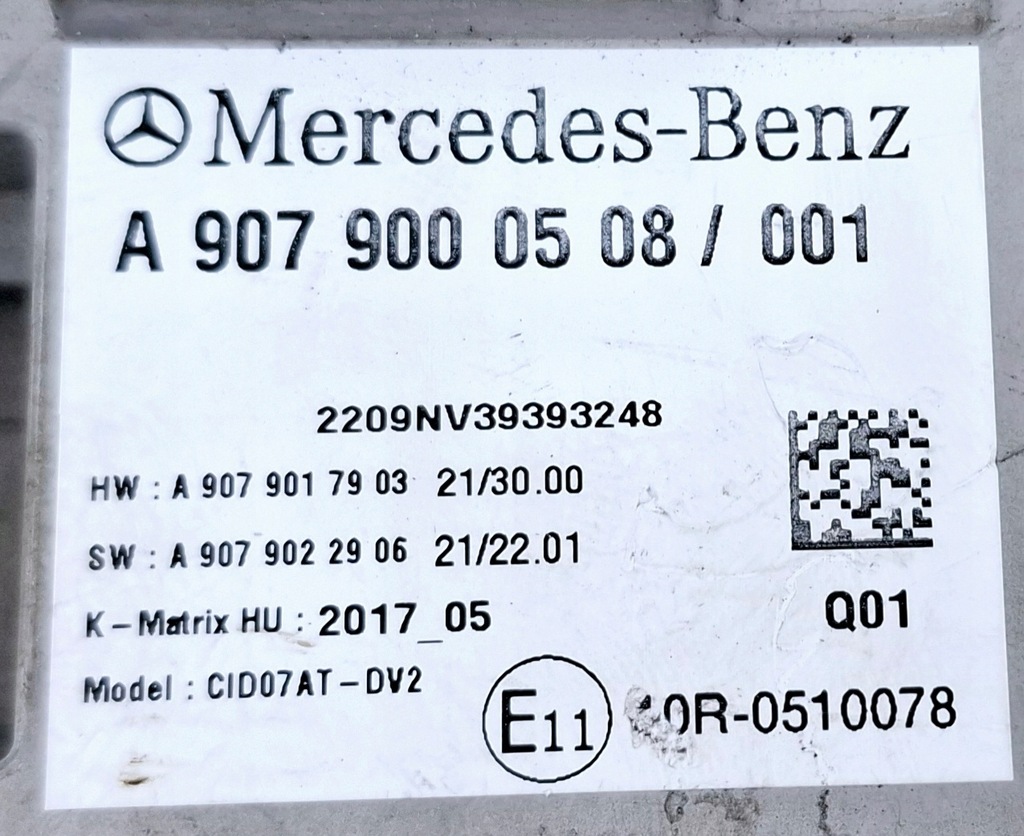 Mercedes-Benz
A 907 900 05 08 / 001
2209NV39393248
HW : A 907 901 79 03 21/30.00
SW : A 907 902 29 06 21/22.01
K-Matrix HU : 2017_05
Q01
Model : CID07AT-DV2
E11 0R-0510078